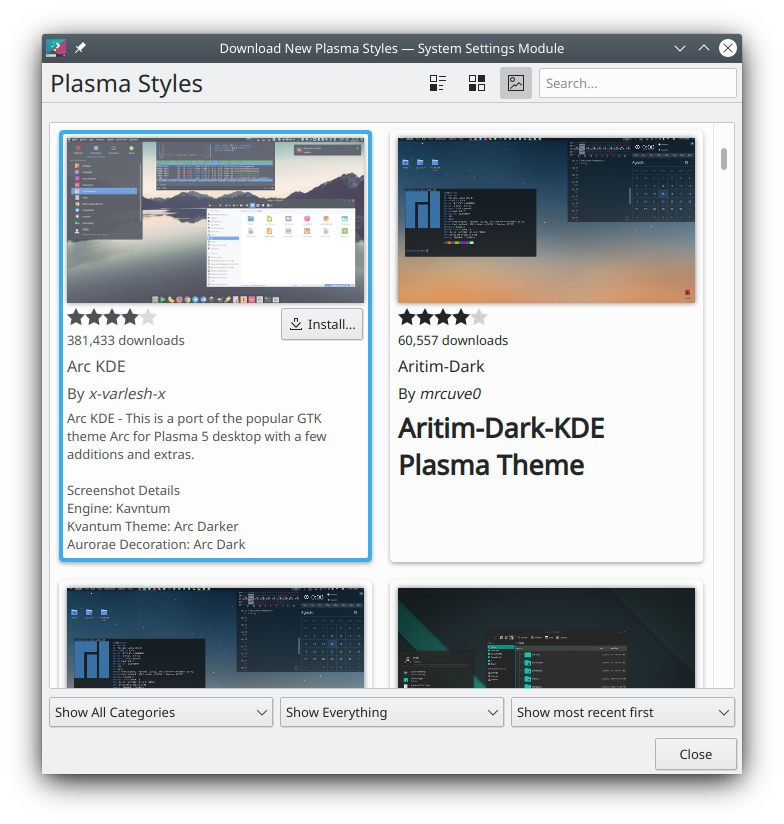 Download New Plasma Styles — System Settings Module
Plasma Styles
Search...
Install...
381,433 downloads
Arc KDE
By x-varlesh-x
Arc KDE - This is a port of the popular GTK
theme Arc for Plasma 5 desktop with a few
additions and extras.
Screenshot Details
Engine: Kavntum
Kvantum Theme: Arc Darker
Aurorae Decoration: Arc Dark
60,557 downloads
Aritim-Dark
By mrcuve0
Aritim-Dark-KDE
Plasma Theme
Show All Categories
Show Everything
Show most recent first
Close